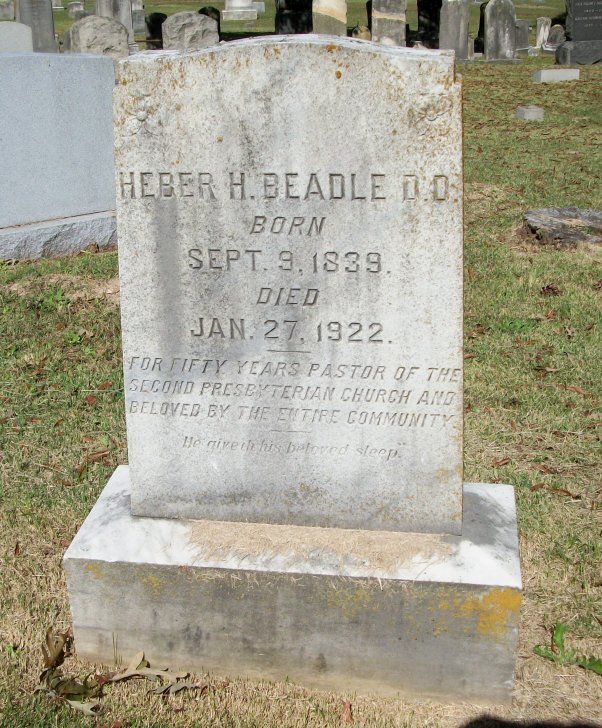 HEBER H. BEADLE D.D.
BORN
SEPT. 9, 1839.
DIED
JAN. 27, 1922.
FOR FIFTY YEARS PASTOR OF THE
SECOND PRESBYTERIAN CHURCH AND
BELOVED BY THE ENTIRE COMMUNITY
He giveth his beloved sleep.